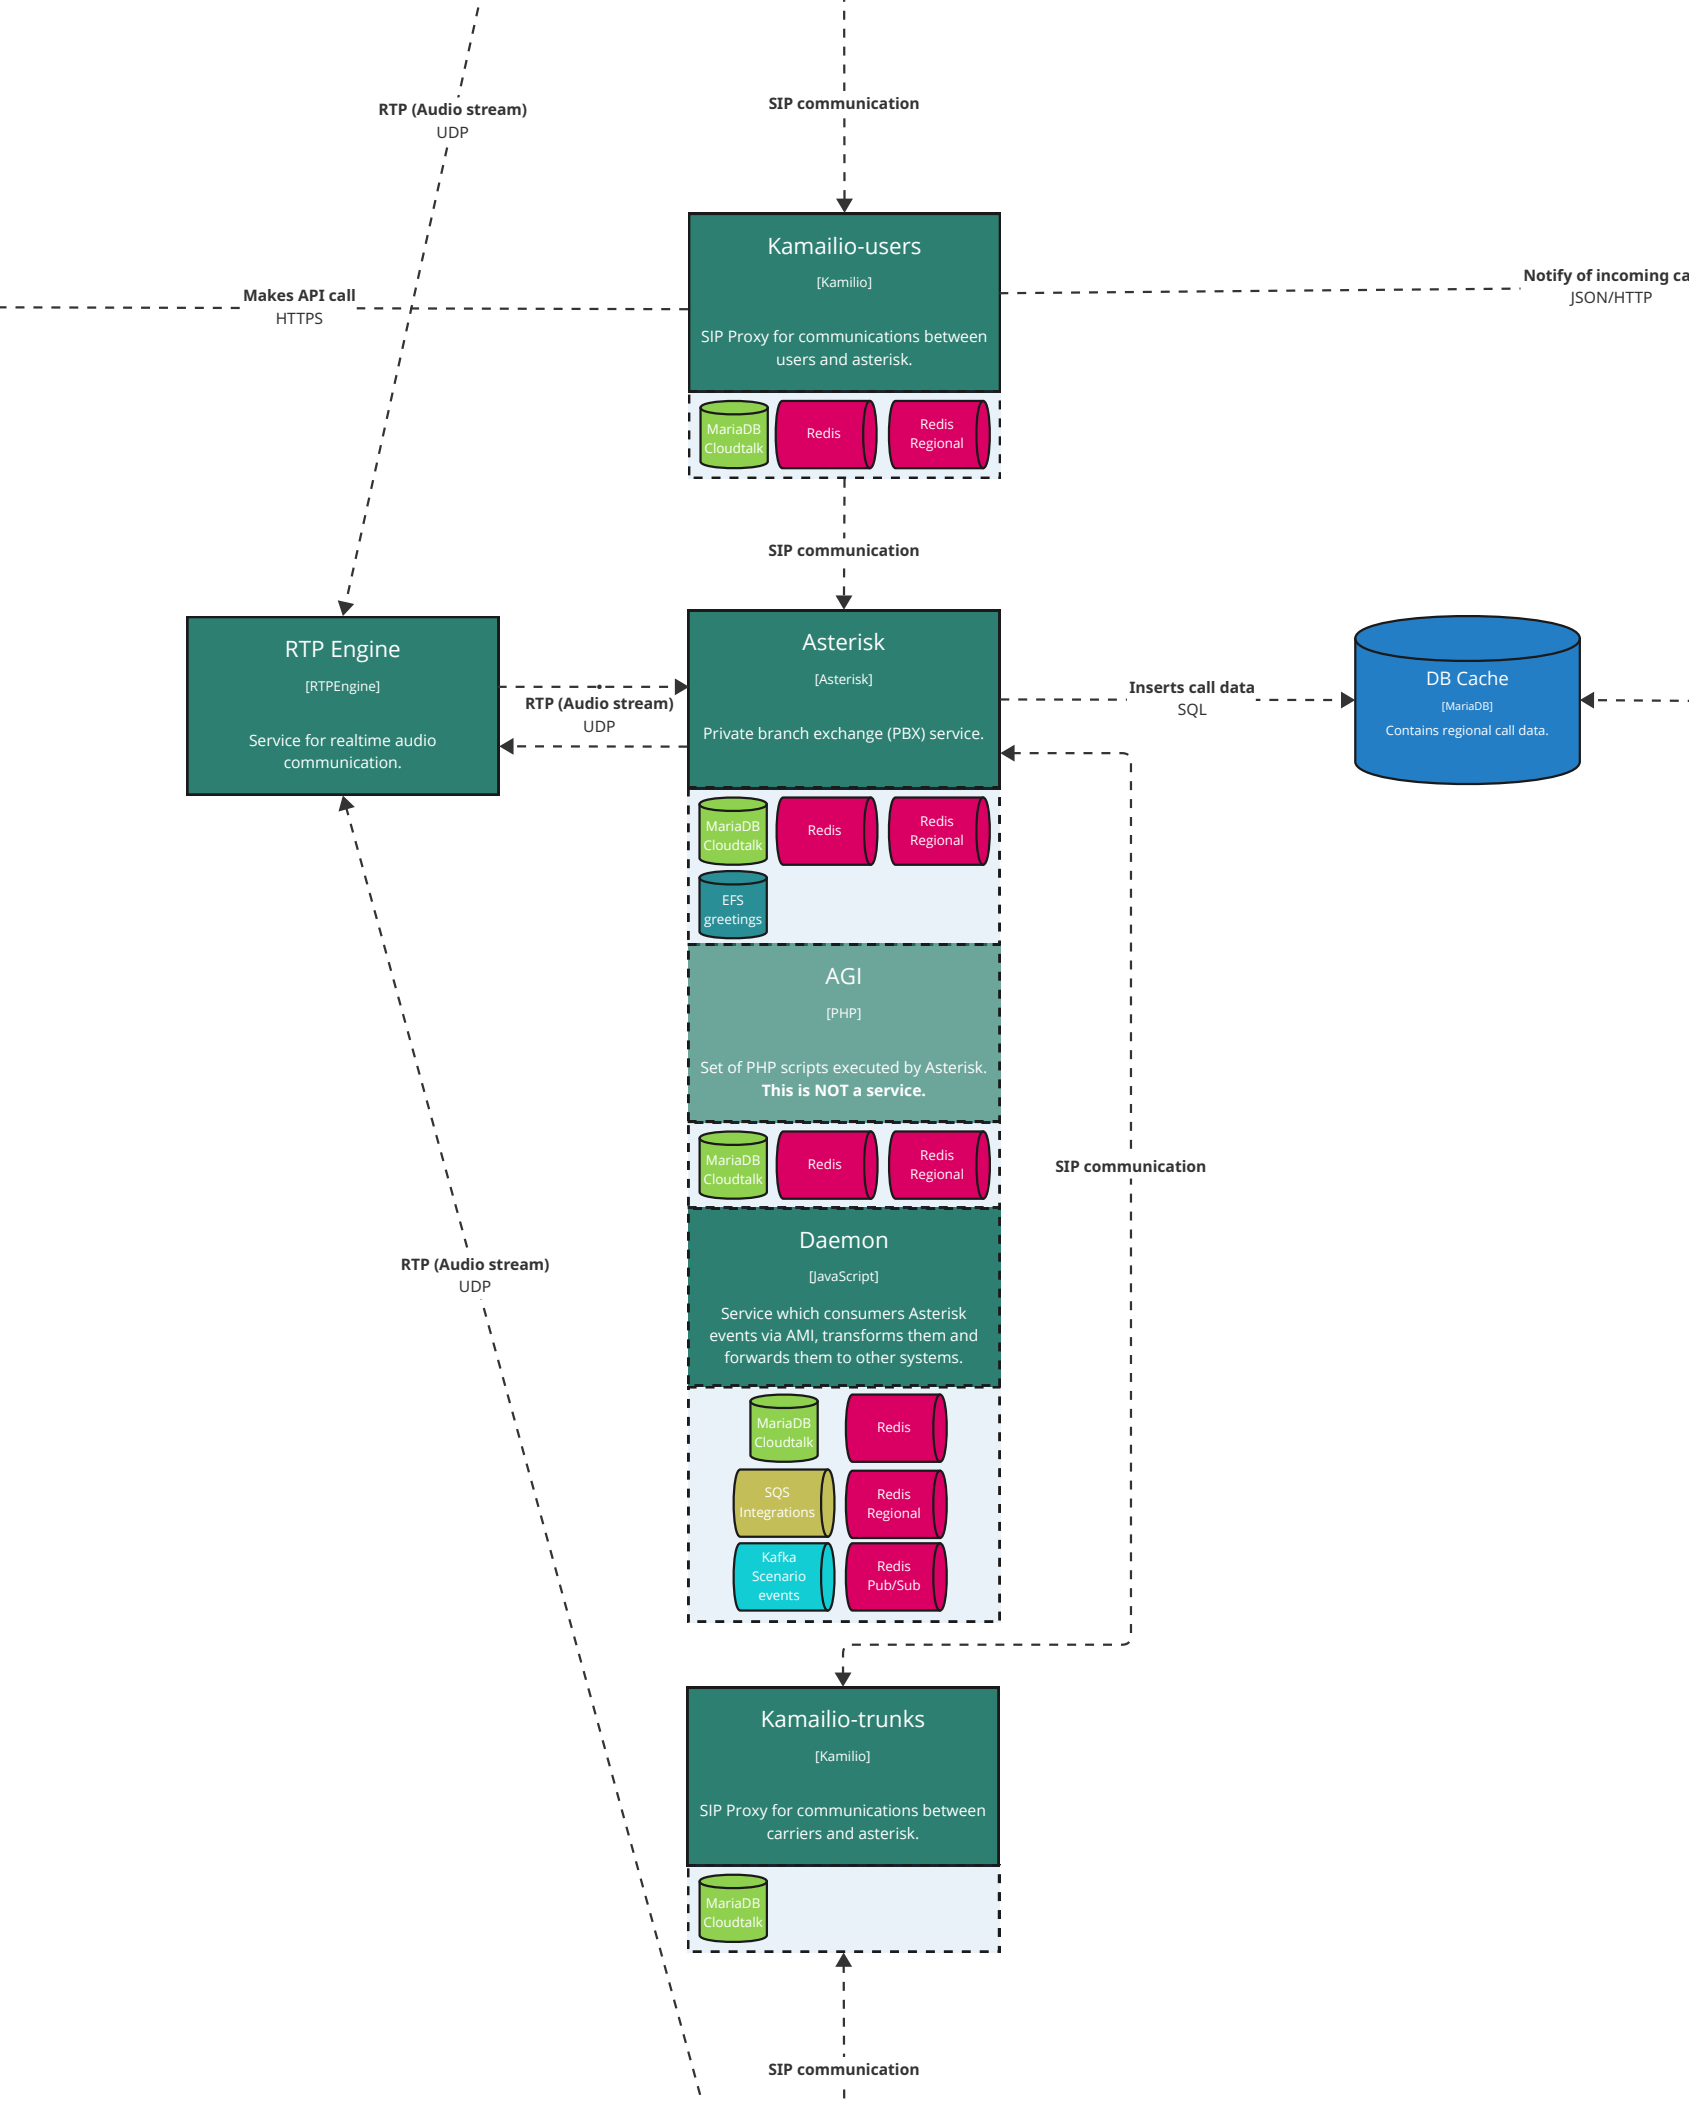 RTP (Audio stream)
UDP
SIP communication
Kamailio-users
[Kamilio]
SIP Proxy for communications between
users and asterisk.
Makes API call
HTTPS
Notify of incoming ca
JSON/HTTP
MariaDB
Cloudtalk
Redis
Redis
Regional
SIP communication
RTP Engine
[RTPEngine]
Service for realtime audio
communication.
RTP (Audio stream)
UDP
Asterisk
[Asterisk]
Private branch exchange (PBX) service.
Inserts call data
SQL
DB Cache
[MariaDB]
Contains regional call data.
MariaDB
Cloudtalk
Redis
Redis
Regional
EFS
greetings
AGI
[PHP]
Set of PHP scripts executed by Asterisk.
This is NOT a service.
MariaDB
Cloudtalk
Redis
Redis
Regional
SIP communication
Daemon
[JavaScript]
Service which consumers Asterisk
events via AMI, transforms them and
forwards them to other systems.
RTP (Audio stream)
UDP
MariaDB
Cloudtalk
Redis
SQS
Integrations
Redis
Regional
Kafka
Scenario
events
Redis
Pub/Sub
Kamailio-trunks
[Kamilio]
SIP Proxy for communications between
carriers and asterisk.
MariaDB
Cloudtalk
SIP communication